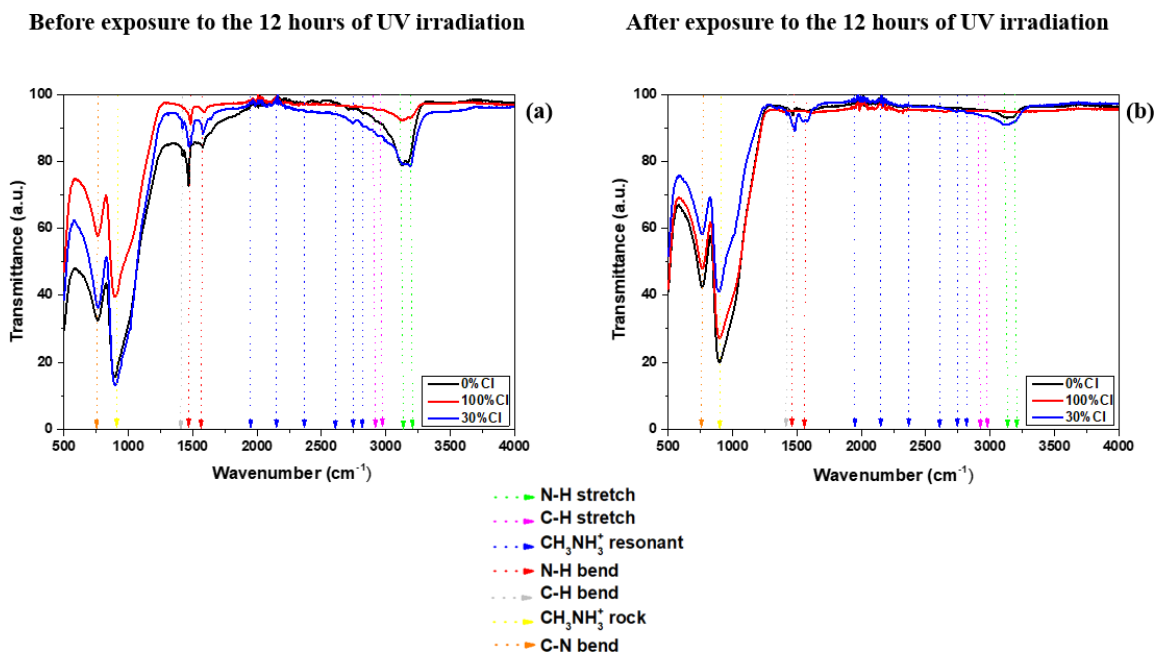 Before exposure to the 12 hours of UV irradiation
After exposure to the 12 hours of UV irradiation
(a)
Transmittance (a.u.)
100
80
60
40
20
0
0%Cl
100%Cl
30%Cl
500 1000 1500 2000 2500 3000 3500 4000
Wavenumber (cm⁻¹)
(b)
Transmittance (a.u.)
100
80
60
40
20
0
0%Cl
100%Cl
30%Cl
500 1000 1500 2000 2500 3000 3500 4000
Wavenumber (cm⁻¹)
N-H stretch
C-H stretch
CH₃NH₃⁺ resonant
N-H bend
C-H bend
CH₃NH₃⁺ rock
C-N bend